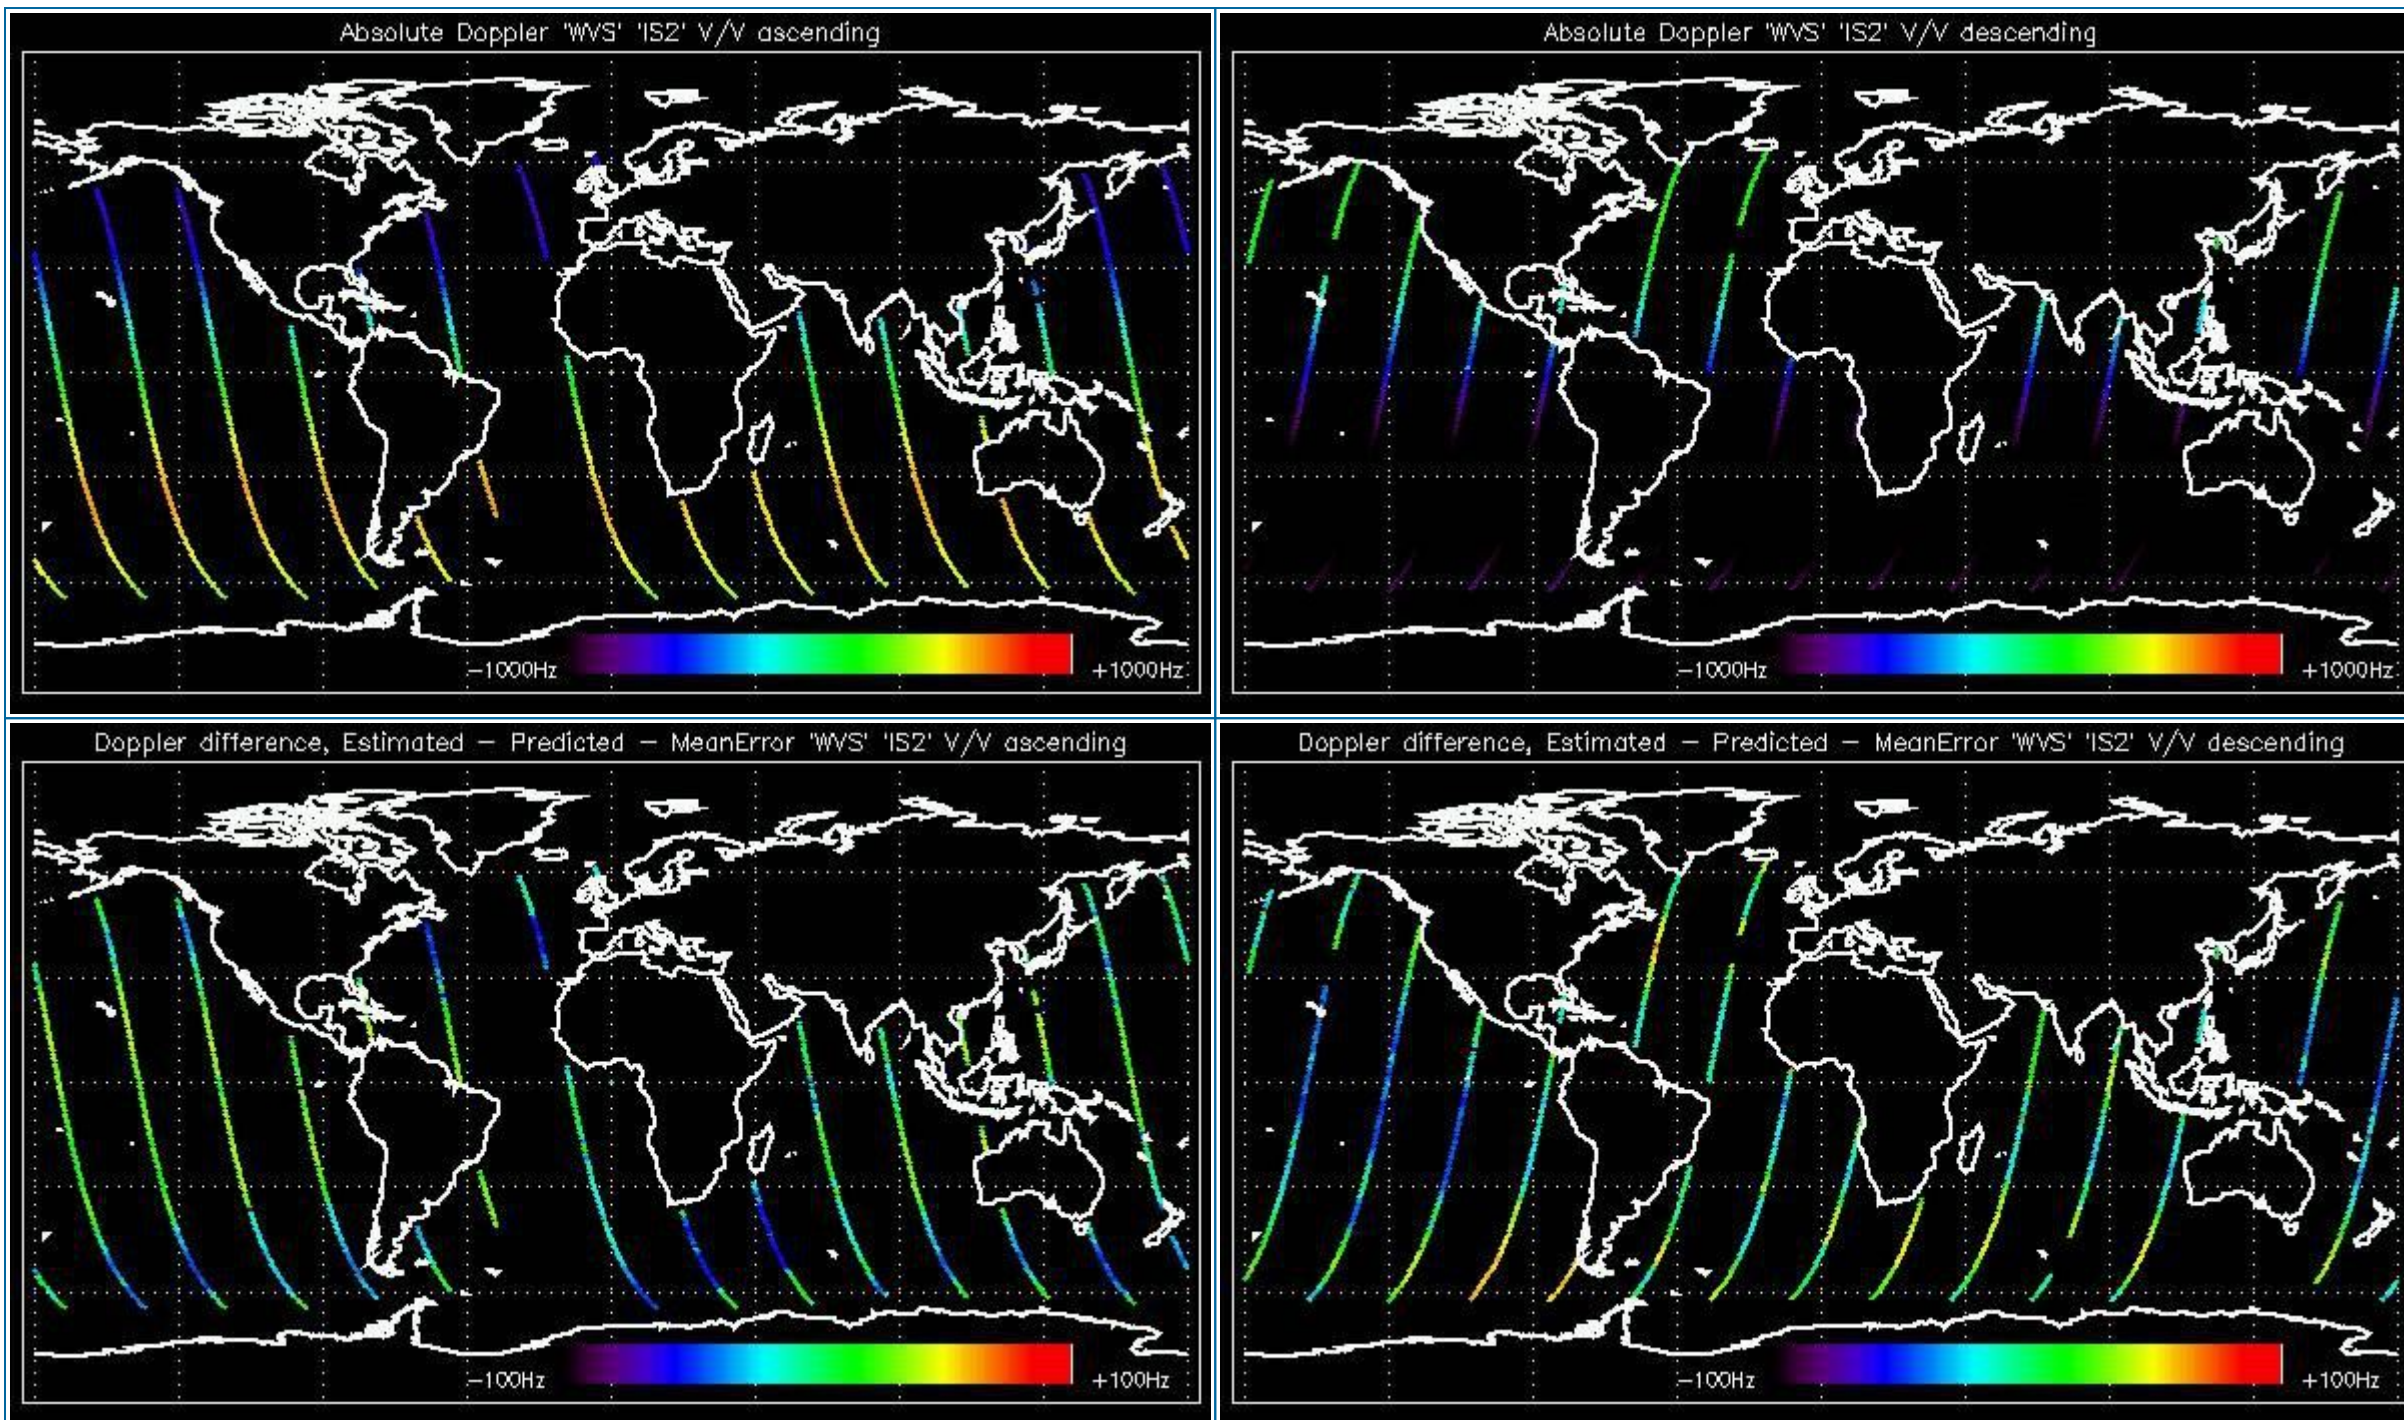 Absolute Doppler 'WVS' 'IS2' V/V ascending
-1000Hz
+1000Hz
Absolute Doppler 'WVS' 'IS2' V/V descending
-1000Hz
+1000Hz
Doppler difference, Estimated - Predicted - MeanError 'WVS' 'IS2' V/V ascending
-100Hz
+100Hz
Doppler difference, Estimated - Predicted - MeanError 'WVS' 'IS2' V/V descending
-100Hz
+100Hz